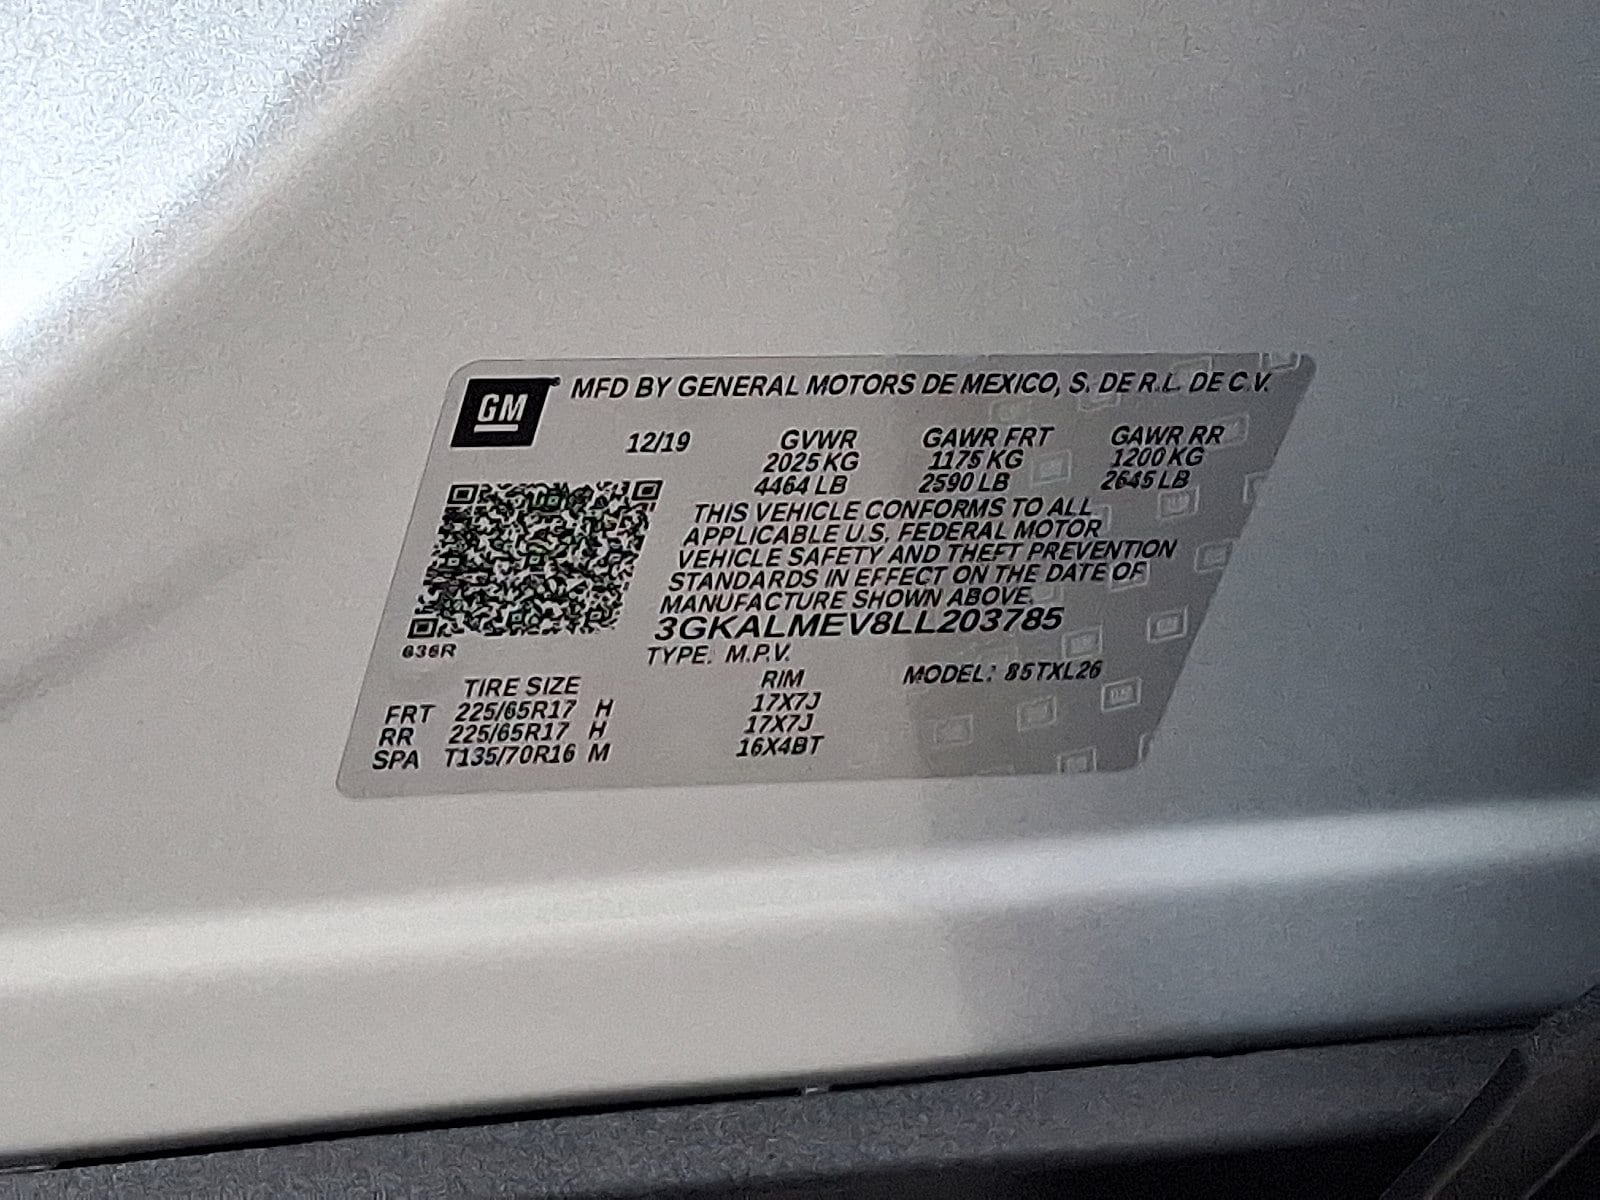 GM ® MFD BY GENERAL MOTORS DE MEXICO, S. DE R.L. DE C.V.
12/19 GVWR GAWR FRT GAWR RR
2025 KG 1175 KG 1200 KG
4464 LB 2590 LB 2645 LB
THIS VEHICLE CONFORMS TO ALL
APPLICABLE U.S. FEDERAL MOTOR
VEHICLE SAFETY AND THEFT PREVENTION
STANDARDS IN EFFECT ON THE DATE OF
MANUFACTURE SHOWN ABOVE.
3GKALMEV8LL203785
636R
TYPE: M.P.V.
MODEL: 85TXL26
TIRE SIZE RIM
FRT 225/65R17 H 17X7J
RR 225/65R17 H 17X7J
SPA T135/70R16 M 16X4BT